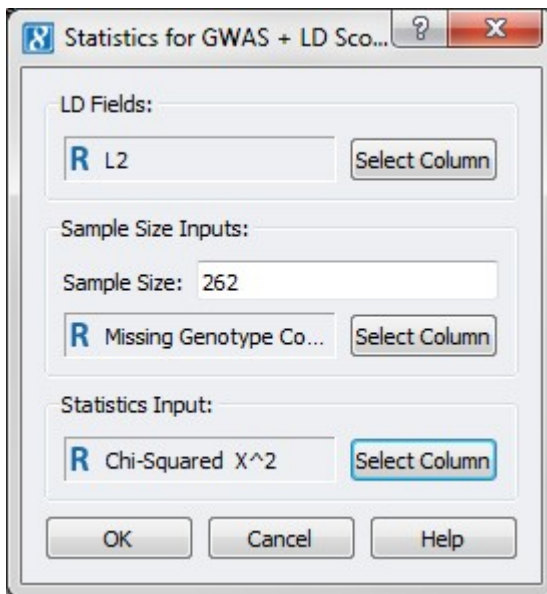 Statistics for GWAS + LD Sco...
LD Fields:
R L2 Select Column
Sample Size Inputs:
Sample Size: 262
R Missing Genotype Co... Select Column
Statistics Input:
R Chi-Squared X^2 Select Column
OK Cancel Help